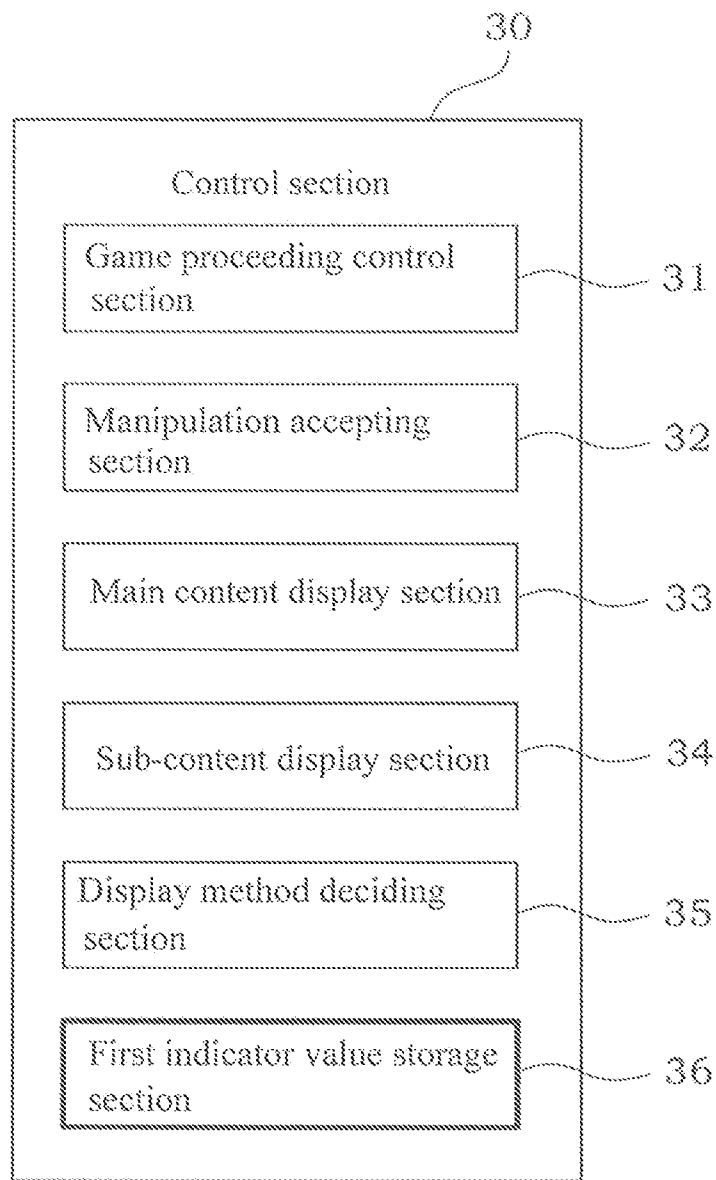 30
Control section
Game proceeding control
section
31
Manipulation accepting
section
32
Main content display section
33
Sub-content display section
34
Display method deciding
section
35
First indicator value storage
section
36